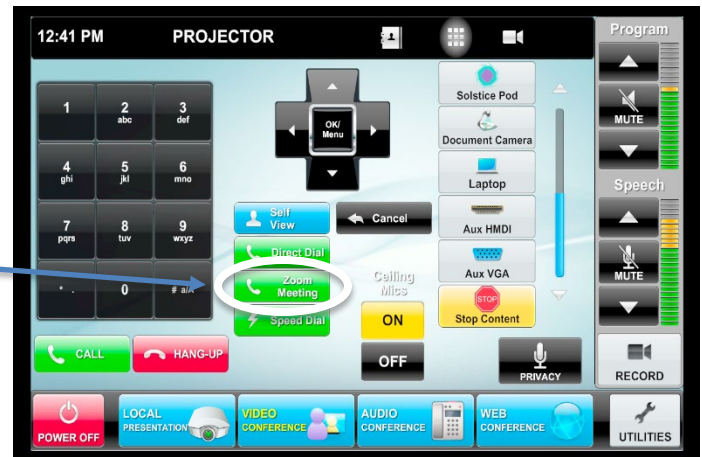 12:41 PM
PROJECTOR
Program
MUTE
Speech
MUTE
RECORD
UTILITIES
1
2
abc
3
def
4
ghi
5
jkl
6
mno
7
pqrs
8
tuv
9
wxyz
* .
0
# a/A
CALL
HANG-UP
OK/
Menu
Self
View
Cancel
Direct Dial
Zoom
Meeting
Speed Dial
Ceiling
Mics
ON
OFF
Solstice Pod
Document Camera
Laptop
Aux HDMI
Aux VGA
STOP
Stop Content
PRIVACY
POWER OFF
LOCAL
PRESENTATION
VIDEO
CONFERENCE
AUDIO
CONFERENCE
WEB
CONFERENCE